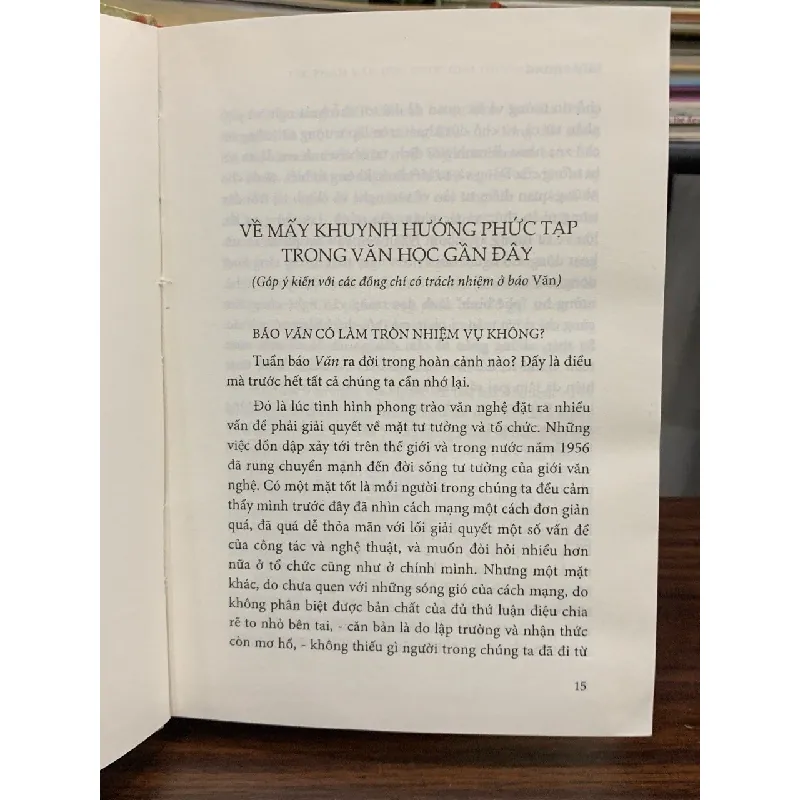 VỀ MẤY KHUYNH HƯỚNG PHỨC TẠP
TRONG VĂN HỌC GẦN ĐÂY
(Góp ý kiến với các đồng chí có trách nhiệm ở báo Văn)
BÁO VĂN CÓ LÀM TRÒN NHIỆM VỤ KHÔNG?
Tuần báo Văn ra đời trong hoàn cảnh nào? Đấy là điều
mà trước hết tất cả chúng ta cần nhớ lại.
Đó là lúc tình hình phong trào văn nghệ đặt ra nhiều
vấn đề phải giải quyết về mặt tư tưởng và tổ chức. Những
việc dồn dập xảy tới trên thế giới và trong nước năm 1956
đã rung chuyển mạnh đến đời sống tư tưởng của giới văn
nghệ. Có một mặt tốt là mỗi người trong chúng ta đều cảm
thấy mình trước đây đã nhìn cách mạng một cách đơn giản
quá, đã quá dễ thỏa mãn với lối giải quyết một số vấn đề
của công tác và nghệ thuật, và muốn đòi hỏi nhiều hơn
nữa ở tổ chức cũng như ở chính mình. Nhưng một mặt
khác, do chưa quen với những sóng gió của cách mạng, do
không phân biệt được bản chất của đủ thứ luận điệu chia
rẽ to nhỏ bên tai, - căn bản là do lập trường và nhận thức
còn mơ hồ, - không thiếu gì người trong chúng ta đã đi từ
15